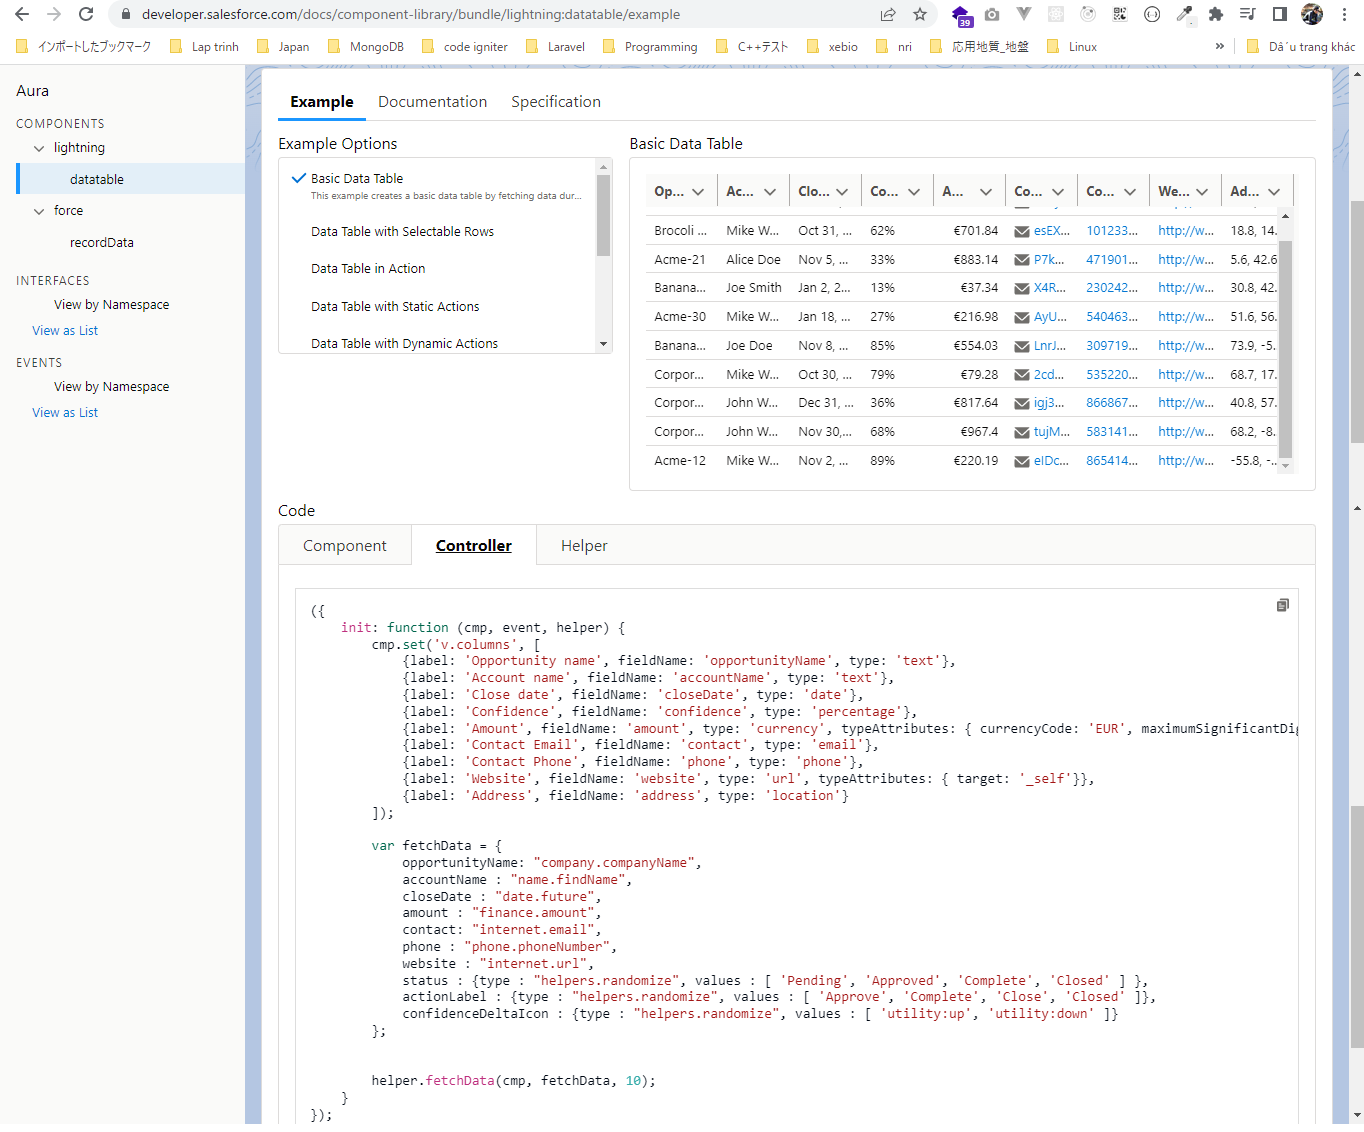 developer.salesforce.com/docs/component-library/bundle/lightning:datatable/example
39
インポートしたブックマーク Lap trinh Japan MongoDB code igniter Laravel Programming C++テスト xebio nri 応用地質_地盤 Linux » Dấu trang khác
Aura
COMPONENTS
lightning
datatable
force
recordData
INTERFACES
View by Namespace
View as List
EVENTS
View by Namespace
View as List
Example Documentation Specification
Example Options
Basic Data Table
This example creates a basic data table by fetching data dur...
Data Table with Selectable Rows
Data Table in Action
Data Table with Static Actions
Data Table with Dynamic Actions
Basic Data Table
Op... Ac... Clo... Co... A... Co... Co... We... Ad...
Brocoli ... Mike W... Oct 31, ... 62% €701.84 esEX... 101233... http://w... 18.8, 14.
Acme-21 Alice Doe Nov 5, ... 33% €883.14 P7k... 471901... http://w... 5.6, 42.6
Banana... Joe Smith Jan 2, 2... 13% €37.34 X4R... 230242... http://w... 30.8, 42.
Acme-30 Mike W... Jan 18, ... 27% €216.98 AyU... 540463... http://w... 51.6, 56.
Banana... Joe Doe Nov 8, ... 85% €554.03 LnrJ... 309719... http://w... 73.9, -5.
Corpor... Mike W... Oct 30, ... 79% €79.28 2cd... 535220... http://w... 68.7, 17.
Corpor... John W... Dec 31, ... 36% €817.64 igj3... 866867... http://w... 40.8, 57.
Corpor... John W... Nov 30,... 68% €967.4 tujM... 583141... http://w... 68.2, -8.
Acme-12 Mike W... Nov 2, ... 89% €220.19 eIDc... 865414... http://w... -55.8, -..
Code
Component Controller Helper
({
init: function (cmp, event, helper) {
cmp.set('v.columns', [
{label: 'Opportunity name', fieldName: 'opportunityName', type: 'text'},
{label: 'Account name', fieldName: 'accountName', type: 'text'},
{label: 'Close date', fieldName: 'closeDate', type: 'date'},
{label: 'Confidence', fieldName: 'confidence', type: 'percentage'},
{label: 'Amount', fieldName: 'amount', type: 'currency', typeAttributes: { currencyCode: 'EUR', maximumSignificantDig
{label: 'Contact Email', fieldName: 'contact', type: 'email'},
{label: 'Contact Phone', fieldName: 'phone', type: 'phone'},
{label: 'Website', fieldName: 'website', type: 'url', typeAttributes: { target: '_self'}},
{label: 'Address', fieldName: 'address', type: 'location'}
]);
var fetchData = {
opportunityName: "company.companyName",
accountName : "name.findName",
closeDate : "date.future",
amount : "finance.amount",
contact: "internet.email",
phone : "phone.phoneNumber",
website : "internet.url",
status : {type : "helpers.randomize", values : [ 'Pending', 'Approved', 'Complete', 'Closed' ] },
actionLabel : {type : "helpers.randomize", values : [ 'Approve', 'Complete', 'Close', 'Closed' ]},
confidenceDeltaIcon : {type : "helpers.randomize", values : [ 'utility:up', 'utility:down' ]}
};
helper.fetchData(cmp, fetchData, 10);
}
});